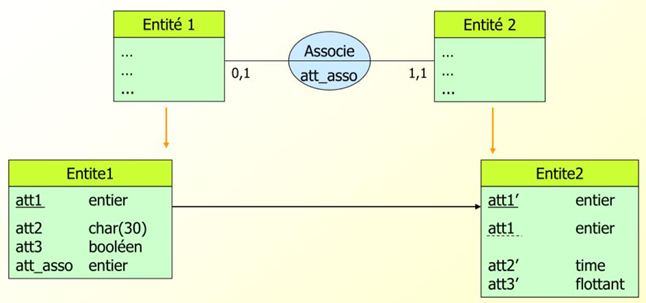 Entité 1
...
...
...
0,1
Associe
att_asso
1,1
Entité 2
...
...
...
Entite1
att1 entier
att2 char(30)
att3 booléen
att_asso entier
Entite2
att1' entier
att1 entier
att2' time
att3' flottant